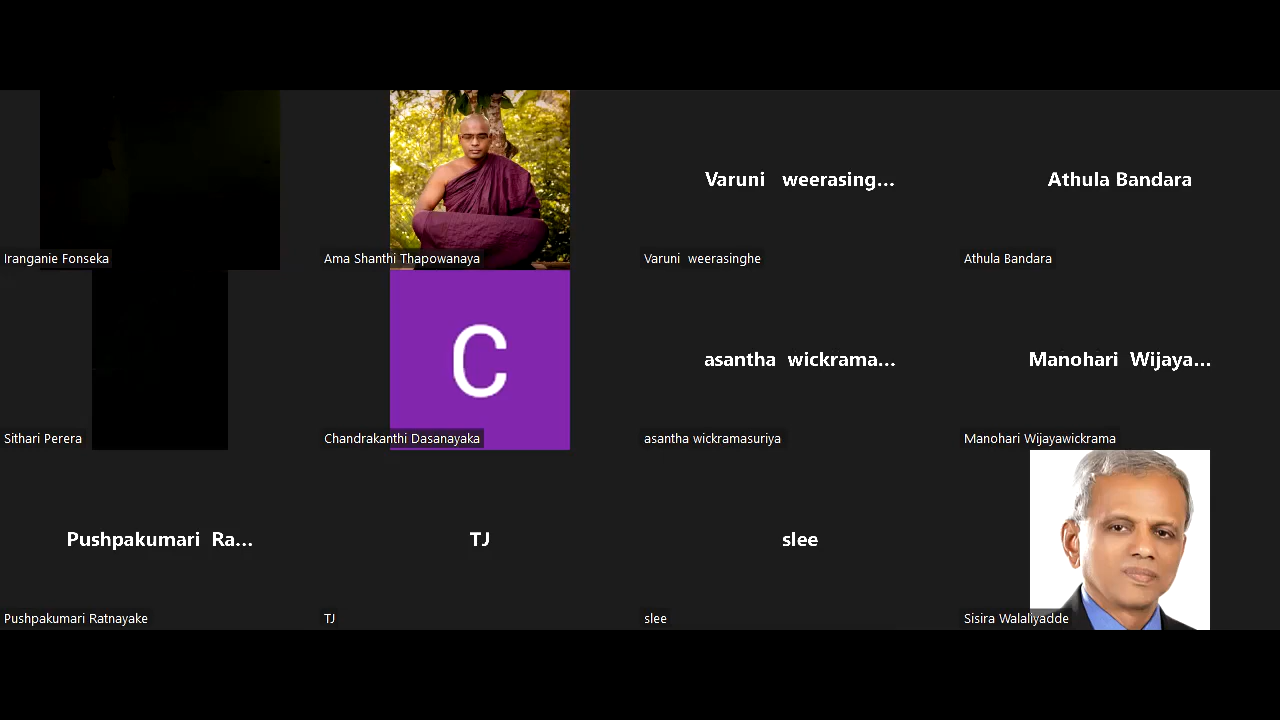 Varuni weerasing...
Athula Bandara
Iranganie Fonseka
Ama Shanthi Thapowanaya
Varuni weerasinghe
Athula Bandara
C
asantha wickrama...
Manohari Wijaya...
Sithari Perera
Chandrakanthi Dasanayaka
asantha wickramasuriya
Manohari Wijayawickrama
Pushpakumari Ra...
TJ
slee
Pushpakumari Ratnayake
TJ
slee
Sisira Walaliyadde